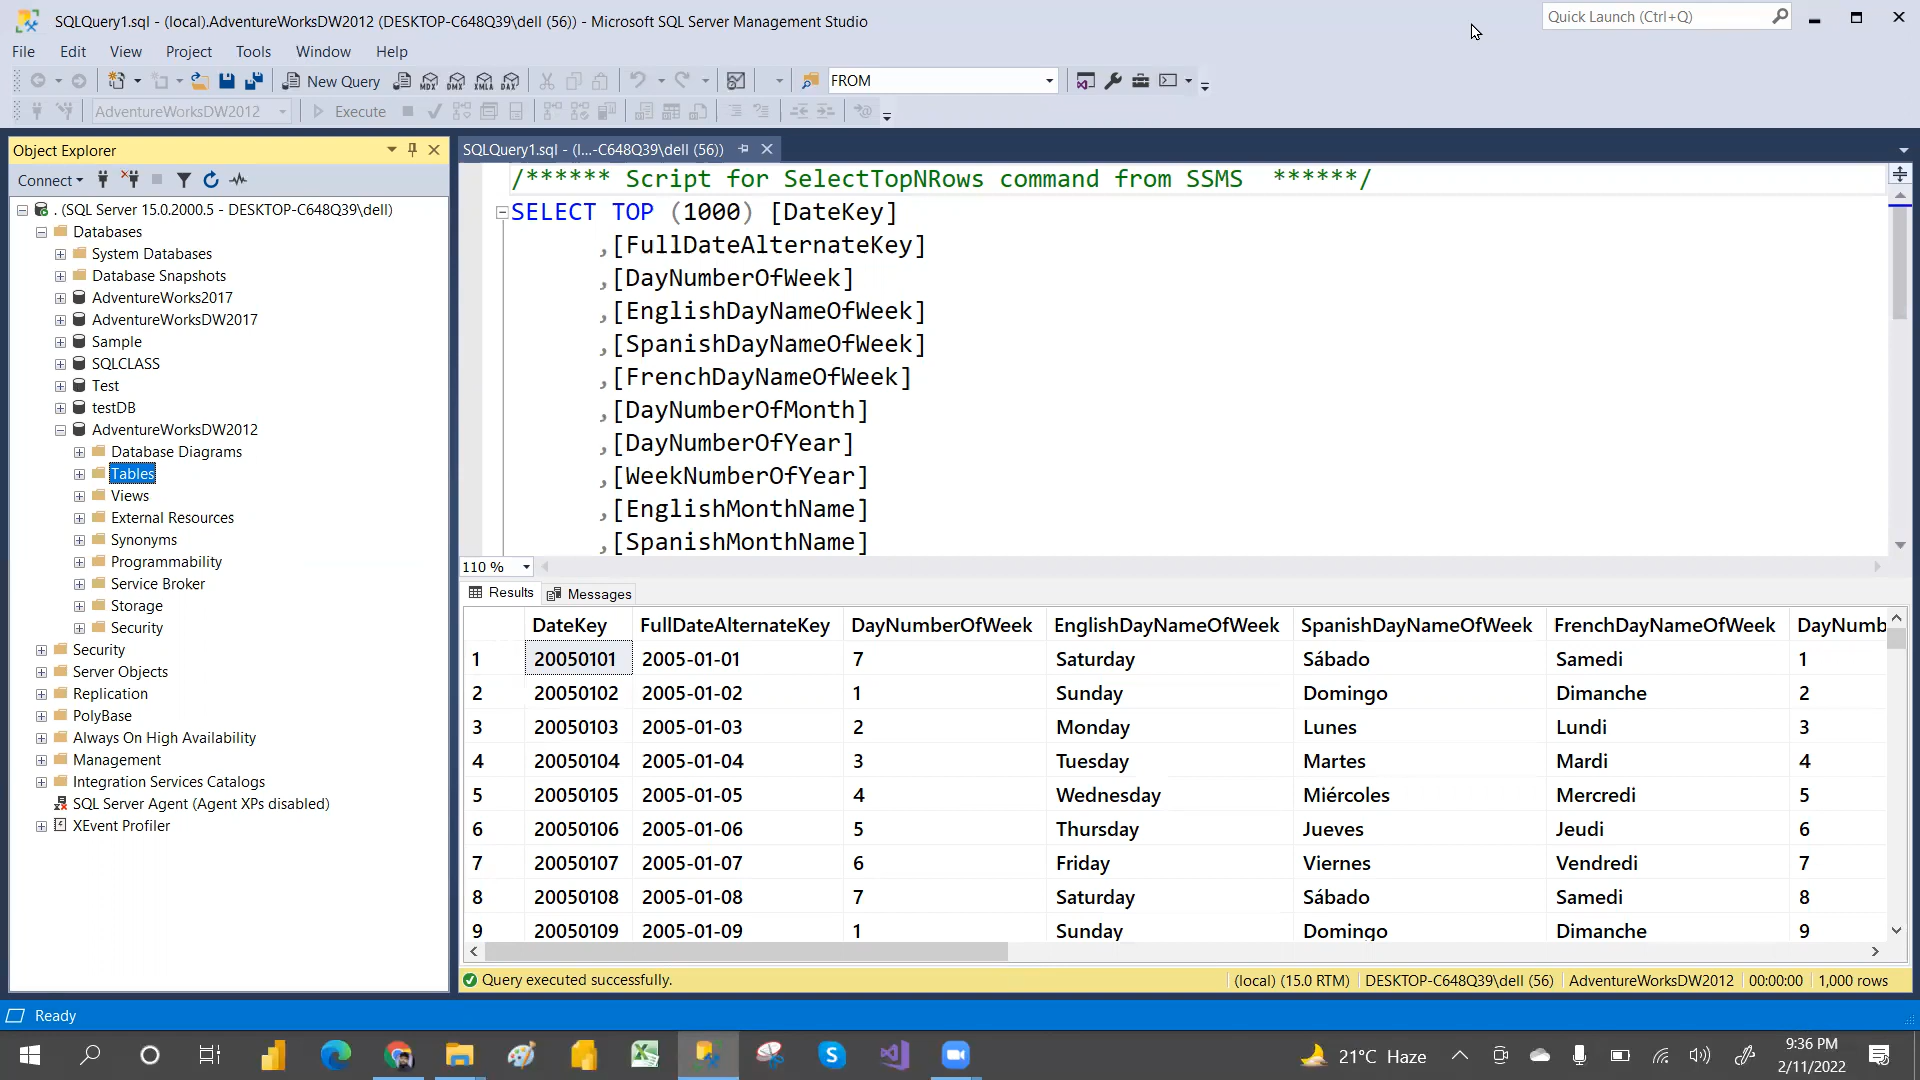 SQLQuery1.sql - (local).AdventureWorksDW2012 (DESKTOP-C648Q39\dell (56)) - Microsoft SQL Server Management Studio
Quick Launch (Ctrl+Q)
File Edit View Project Tools Window Help
New Query MDX DMX XMLA DAX FROM
AdventureWorksDW2012 Execute
Object Explorer
SQLQuery1.sql - (l...-C648Q39\dell (56))
Connect
. (SQL Server 15.0.2000.5 - DESKTOP-C648Q39\dell)
Databases
System Databases
Database Snapshots
AdventureWorks2017
AdventureWorksDW2017
Sample
SQLCLASS
Test
testDB
AdventureWorksDW2012
Database Diagrams
Tables
Views
External Resources
Synonyms
Programmability
Service Broker
Storage
Security
Security
Server Objects
Replication
PolyBase
Always On High Availability
Management
Integration Services Catalogs
SQL Server Agent (Agent XPs disabled)
XEvent Profiler
/****** Script for SelectTopNRows command from SSMS  ******/
SELECT TOP (1000) [DateKey]
,[FullDateAlternateKey]
,[DayNumberOfWeek]
,[EnglishDayNameOfWeek]
,[SpanishDayNameOfWeek]
,[FrenchDayNameOfWeek]
,[DayNumberOfMonth]
,[DayNumberOfYear]
,[WeekNumberOfYear]
,[EnglishMonthName]
,[SpanishMonthName]
110 %
Results Messages
DateKey FullDateAlternateKey DayNumberOfWeek EnglishDayNameOfWeek SpanishDayNameOfWeek FrenchDayNameOfWeek DayNumb
1 20050101 2005-01-01 7 Saturday Sábado Samedi 1
2 20050102 2005-01-02 1 Sunday Domingo Dimanche 2
3 20050103 2005-01-03 2 Monday Lunes Lundi 3
4 20050104 2005-01-04 3 Tuesday Martes Mardi 4
5 20050105 2005-01-05 4 Wednesday Miércoles Mercredi 5
6 20050106 2005-01-06 5 Thursday Jueves Jeudi 6
7 20050107 2005-01-07 6 Friday Viernes Vendredi 7
8 20050108 2005-01-08 7 Saturday Sábado Samedi 8
9 20050109 2005-01-09 1 Sunday Domingo Dimanche 9
Query executed successfully. (local) (15.0 RTM) DESKTOP-C648Q39\dell (56) AdventureWorksDW2012 00:00:00 1,000 rows
Ready
21°C Haze
9:36 PM
2/11/2022